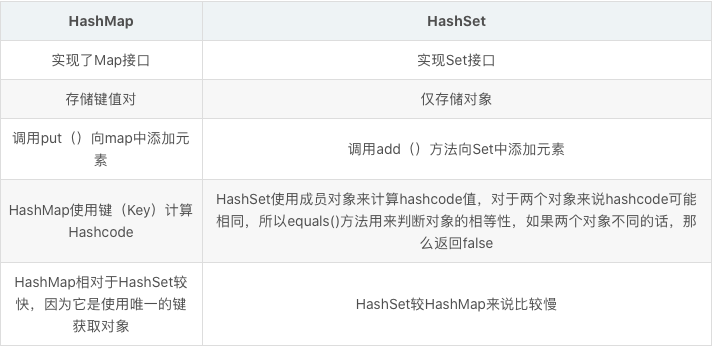 HashMap
HashSet
实现了Map接口
实现Set接口
存储键值对
仅存储对象
调用put（）向map中添加元
素
调用add（）方法向Set中添加元素
HashMap使用键（Key）计算
Hashcode
HashSet使用成员对象来计算hashcode值，对于两个对象来说hashcode可能
相同，所以equals()方法用来判断对象的相等性，如果两个对象不同的话，那
么返回false
HashMap相对于HashSet较
快，因为它是使用唯一的键
获取对象
HashSet较HashMap来说比较慢